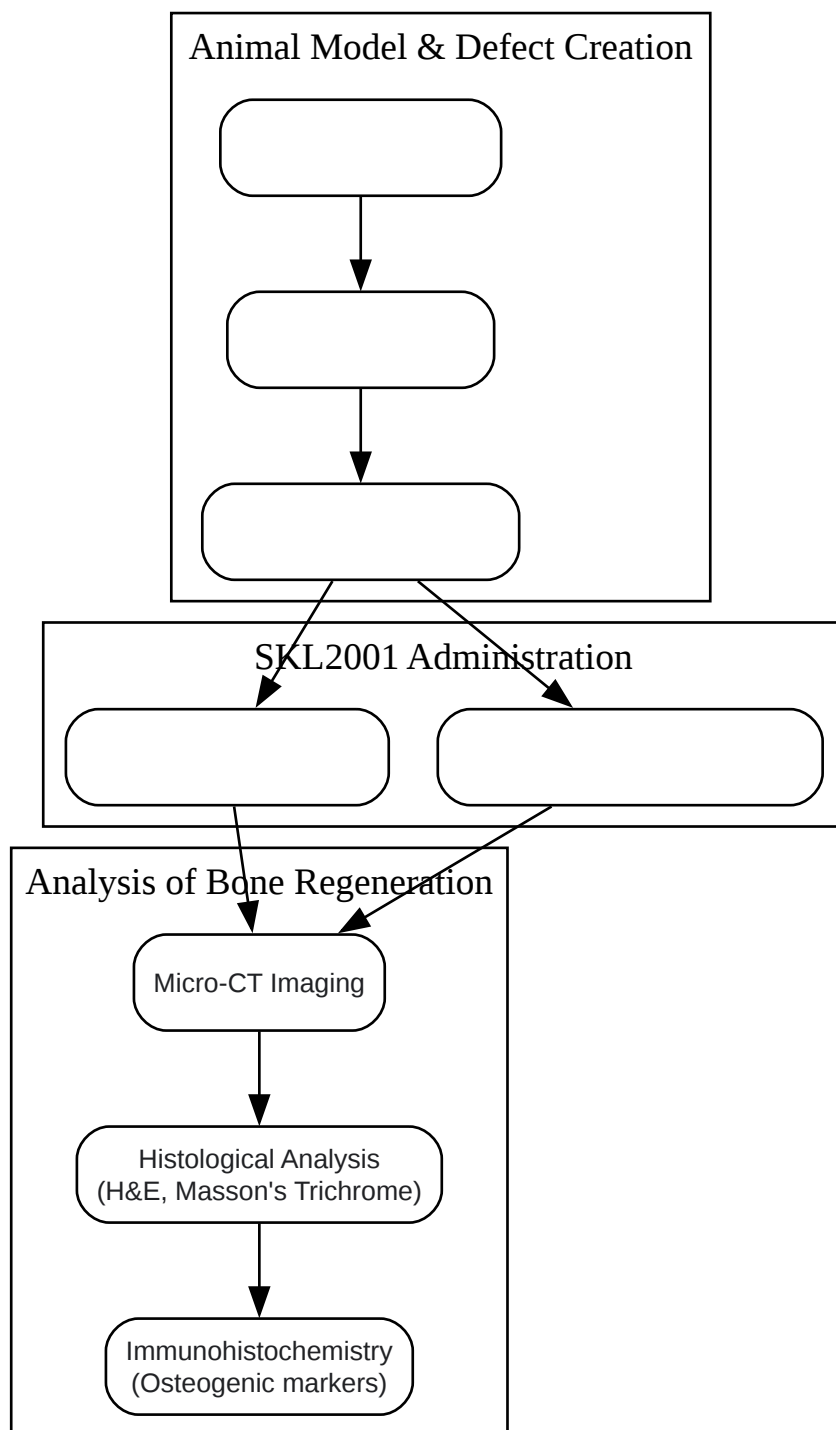 Animal Model & Defect Creation
SKL2001 Administration
Analysis of Bone Regeneration
Micro-CT Imaging
Histological Analysis
(H&E, Masson's Trichrome)
Immunohistochemistry
(Osteogenic markers)